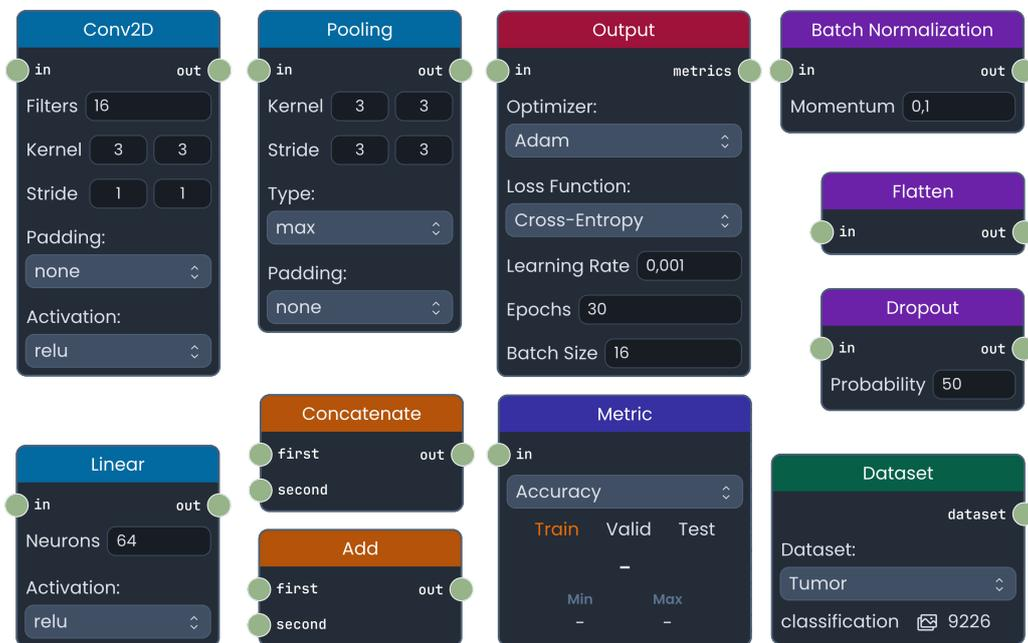 Conv2D
in out
Filters 16
Kernel 3 3
Stride 1 1
Padding:
none
Activation:
relu
Pooling
in out
Kernel 3 3
Stride 3 3
Type:
max
Padding:
none
Output
in metrics
Optimizer:
Adam
Loss Function:
Cross-Entropy
Learning Rate 0,001
Epochs 30
Batch Size 16
Batch Normalization
in out
Momentum 0,1
Flatten
in out
Dropout
in out
Probability 50
Linear
in out
Neurons 64
Activation:
relu
Concatenate
first out
second
Add
first out
second
Metric
in
Accuracy
Train Valid Test
–
Min Max
– –
Dataset
dataset
Dataset:
Tumor
classification 9226